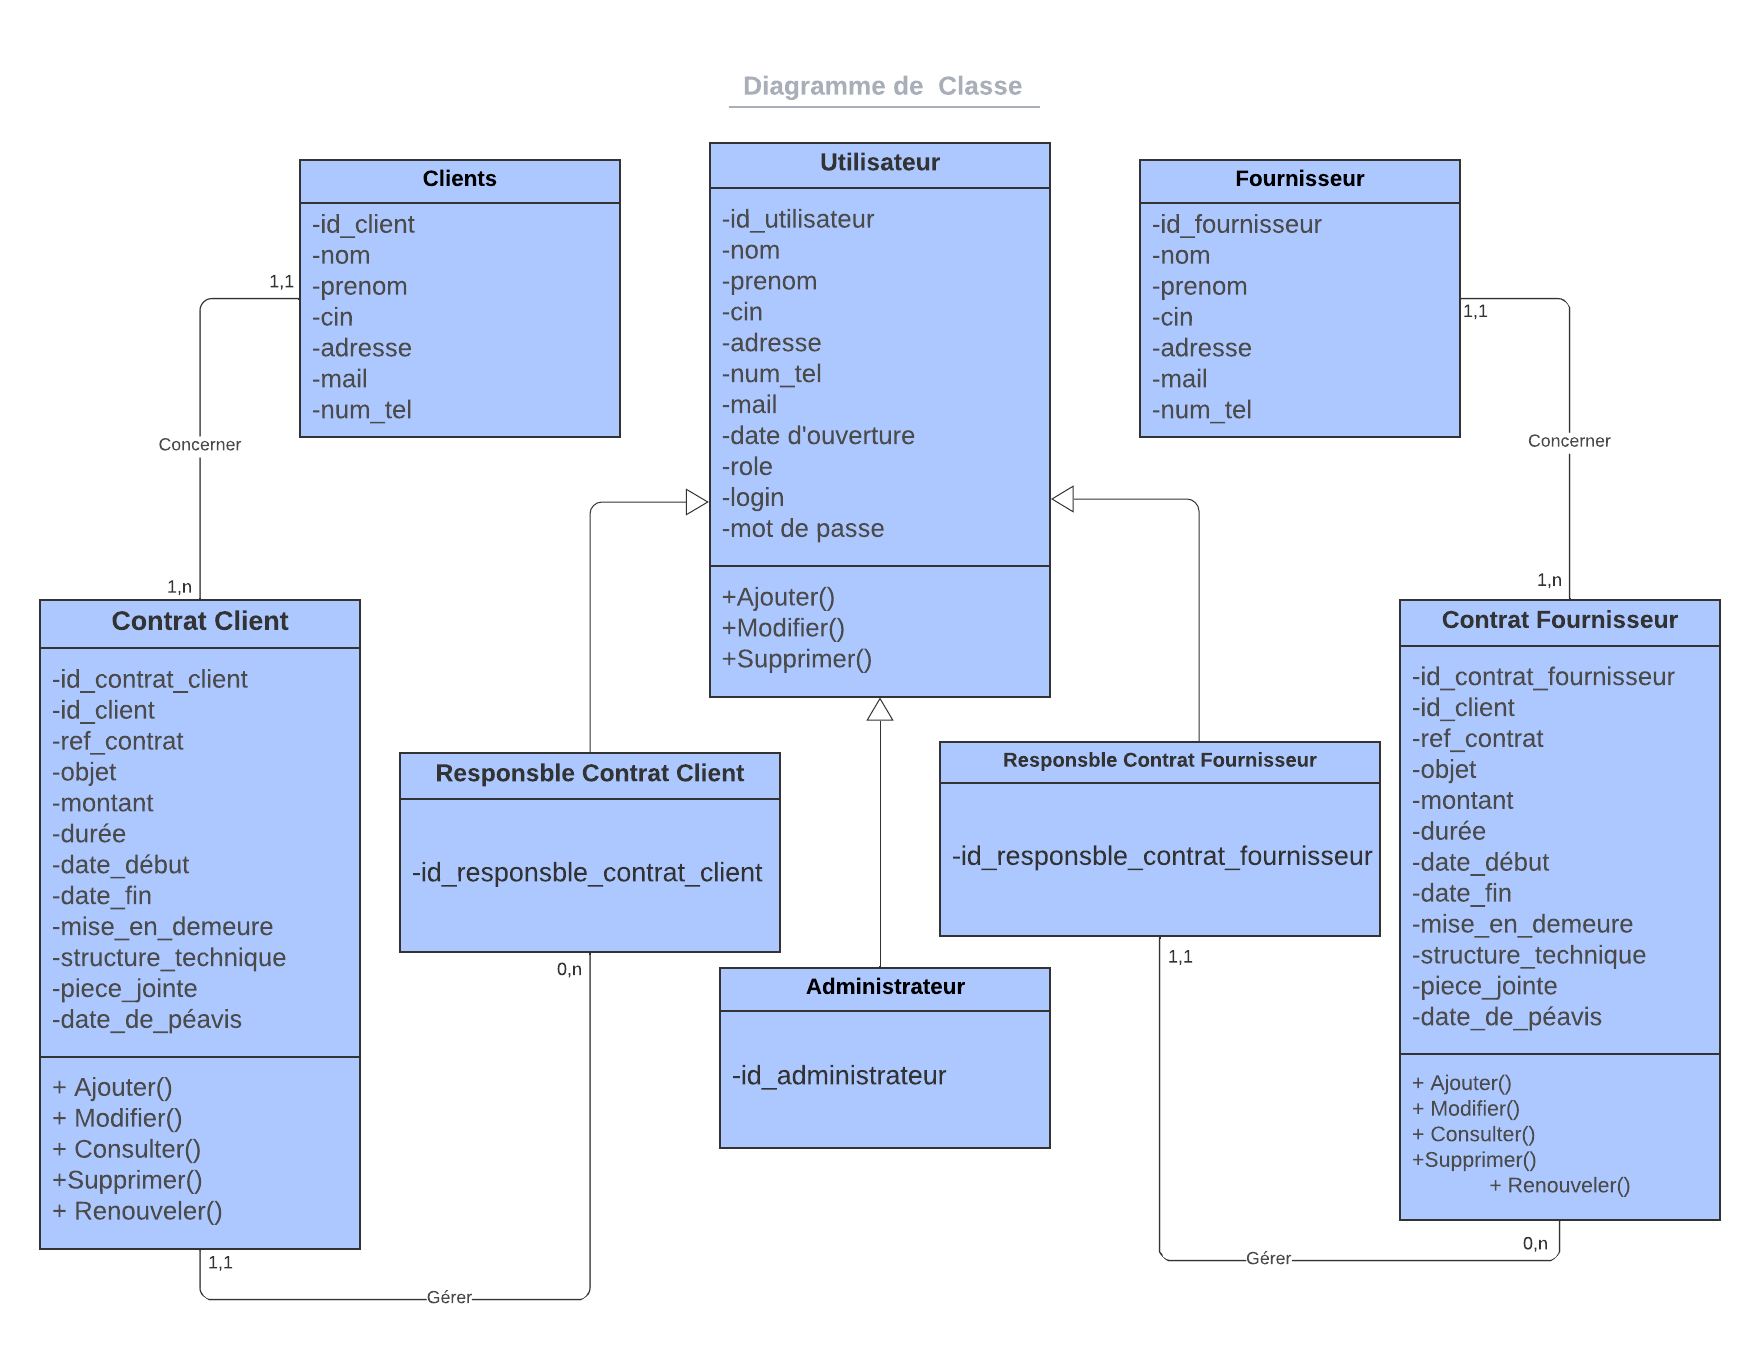 Diagramme de  Classe
Clients
-id_client
-nom
-prenom
-cin
-adresse
-mail
-num_tel
Utilisateur
-id_utilisateur
-nom
-prenom
-cin
-adresse
-num_tel
-mail
-date d'ouverture
-role
-login
-mot de passe
+Ajouter()
+Modifier()
+Supprimer()
Fournisseur
-id_fournisseur
-nom
-prenom
-cin
-adresse
-mail
-num_tel
1,1
Concerner
1,n
1,1
Concerner
1,n
Contrat Client
-id_contrat_client
-id_client
-ref_contrat
-objet
-montant
-durée
-date_début
-date_fin
-mise_en_demeure
-structure_technique
-piece_jointe
-date_de_péavis
+ Ajouter()
+ Modifier()
+ Consulter()
+Supprimer()
+ Renouveler()
Responsble Contrat Client
-id_responsble_contrat_client
Administrateur
-id_administrateur
Responsble Contrat Fournisseur
-id_responsble_contrat_fournisseur
Contrat Fournisseur
-id_contrat_fournisseur
-id_client
-ref_contrat
-objet
-montant
-durée
-date_début
-date_fin
-mise_en_demeure
-structure_technique
-piece_jointe
-date_de_péavis
+ Ajouter()
+ Modifier()
+ Consulter()
+Supprimer()
+ Renouveler()
0,n
1,1
Gérer
1,1
0,n
Gérer